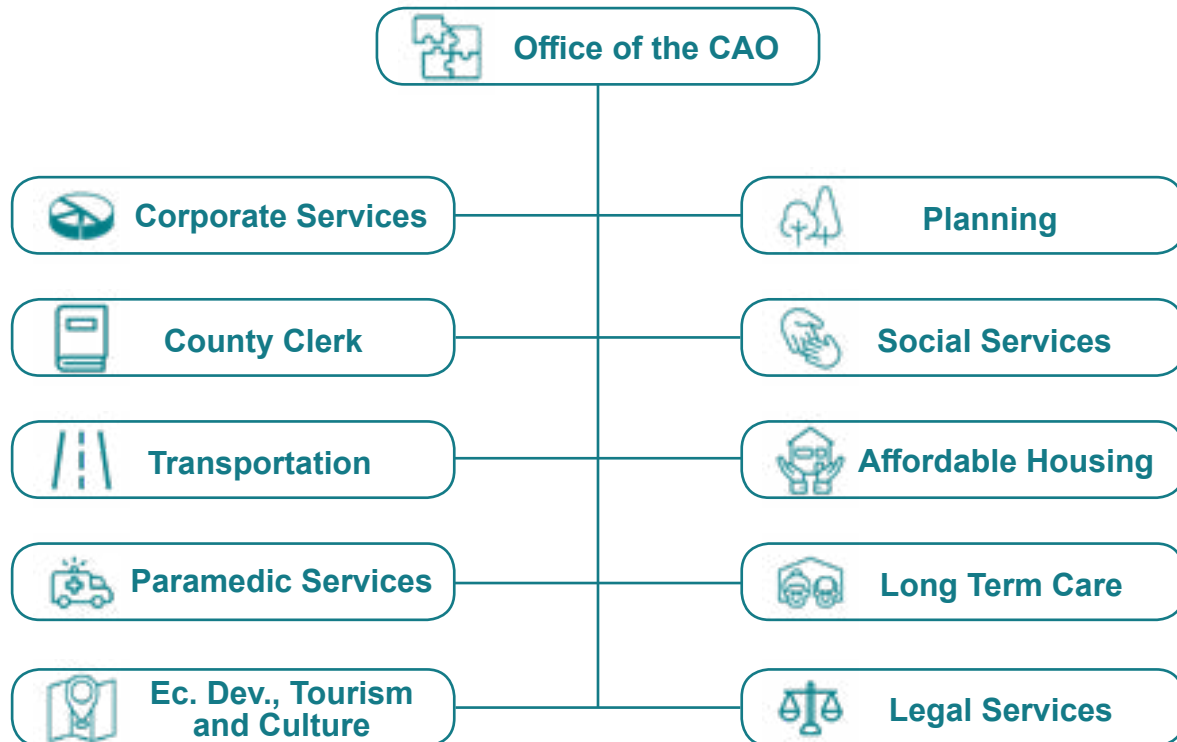 Office of the CAO
Corporate Services
Planning
County Clerk
Social Services
Transportation
Affordable Housing
Paramedic Services
Long Term Care
Ec. Dev., Tourism
and Culture
Legal Services